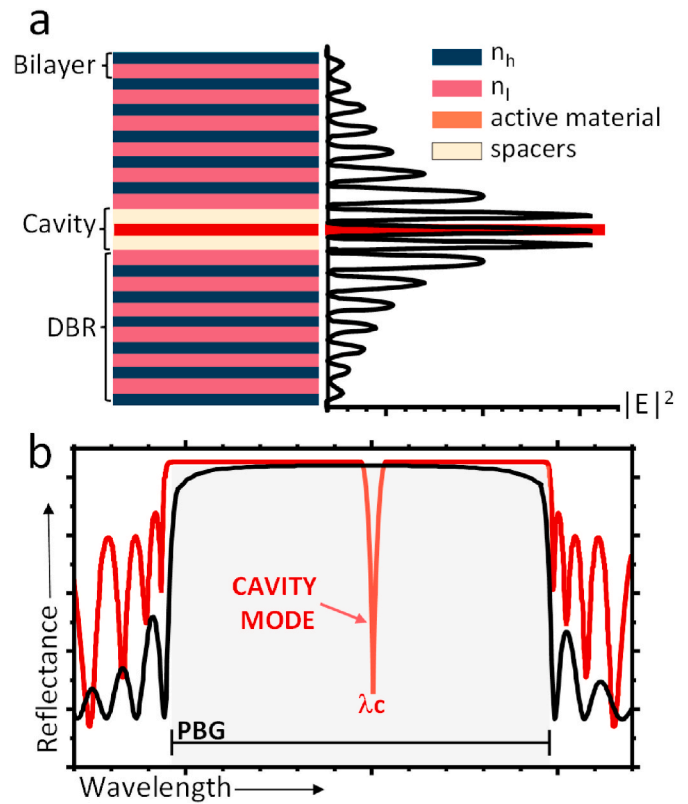 a
Bilayer
Cavity
DBR
n_h
n_l
active material
spacers
|E|²
b
Reflectance
CAVITY
MODE
λc
PBG
Wavelength